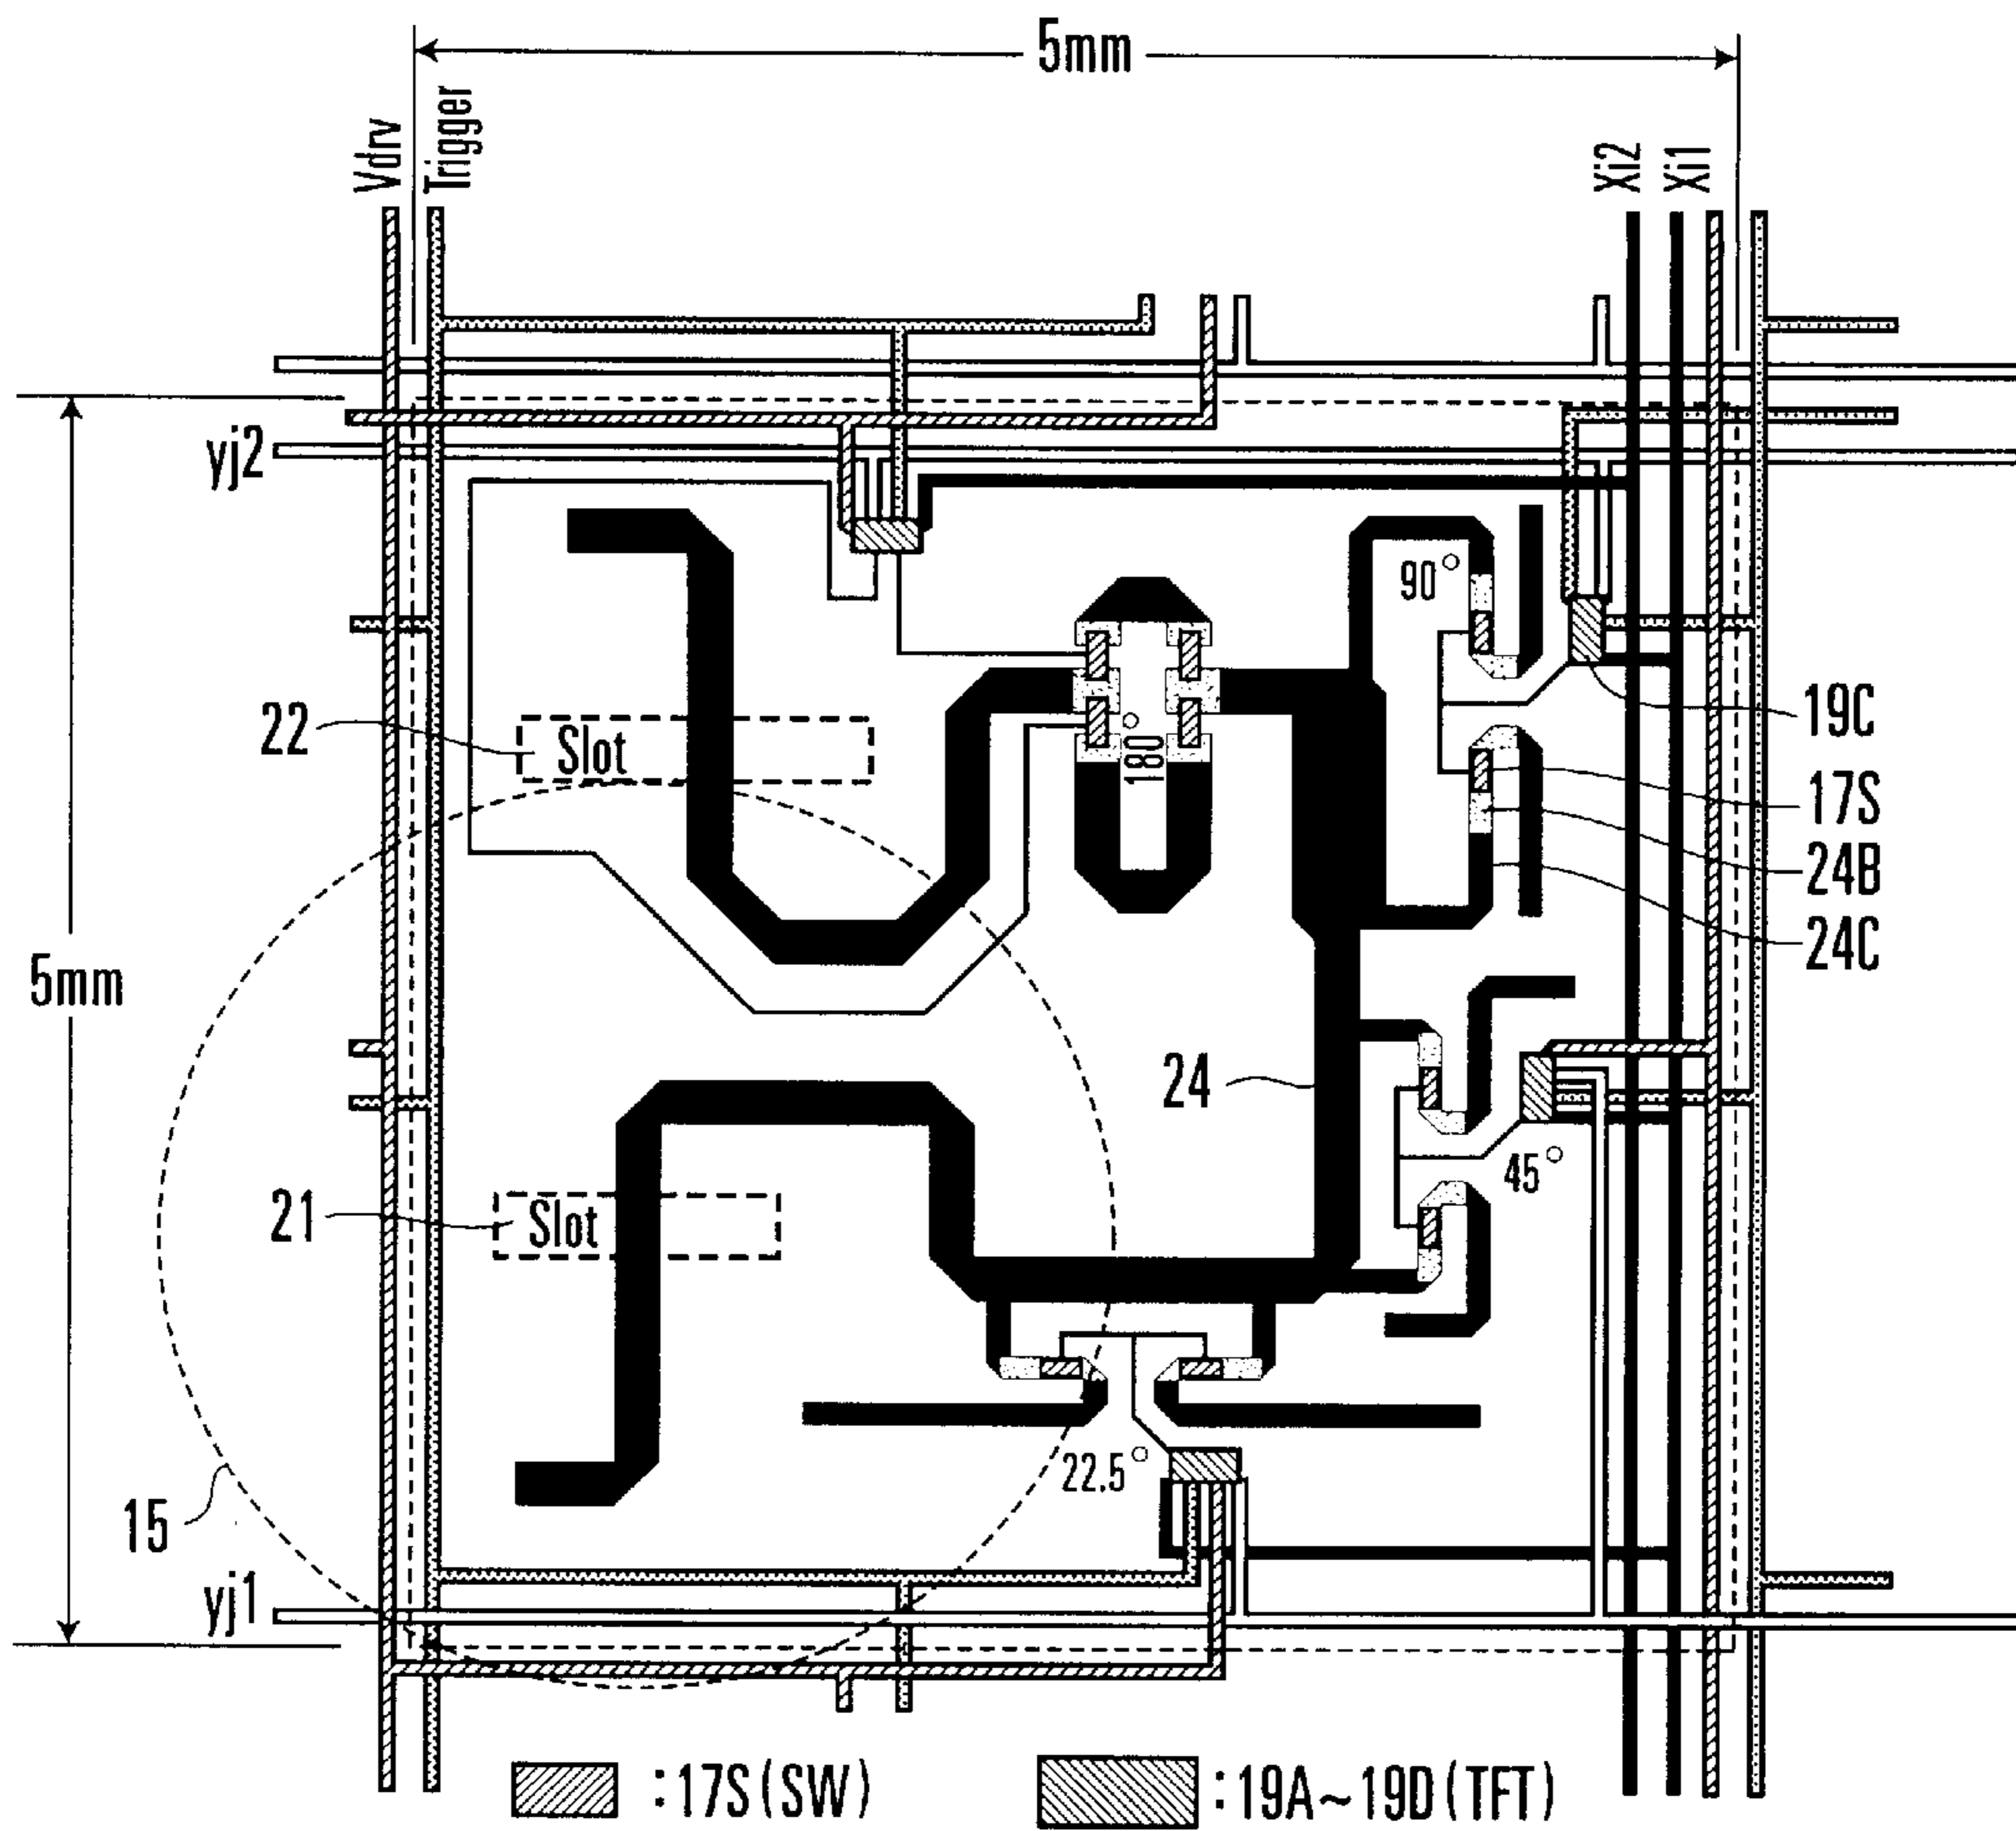 5mm
Vdrv
Trigger
Xi2
Xi1
yj2
90°
22
Slot
180°
19C
17S
24B
24C
5mm
24
45°
21
Slot
22.5°
15
yj1
:17S(SW)
:19A~19D(TFT)